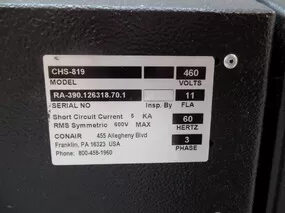 CHS-819 460
MODEL VOLTS
RA-390.126318.70.1 11
SERIAL NO Insp. By FLA
Short Circuit Current 5 KA 60
RMS Symmetric 600V MAX HERTZ
CONAIR 455 Allegheny Blvd 3
Franklin, PA 16323 USA PHASE
Phone: 800-458-1960